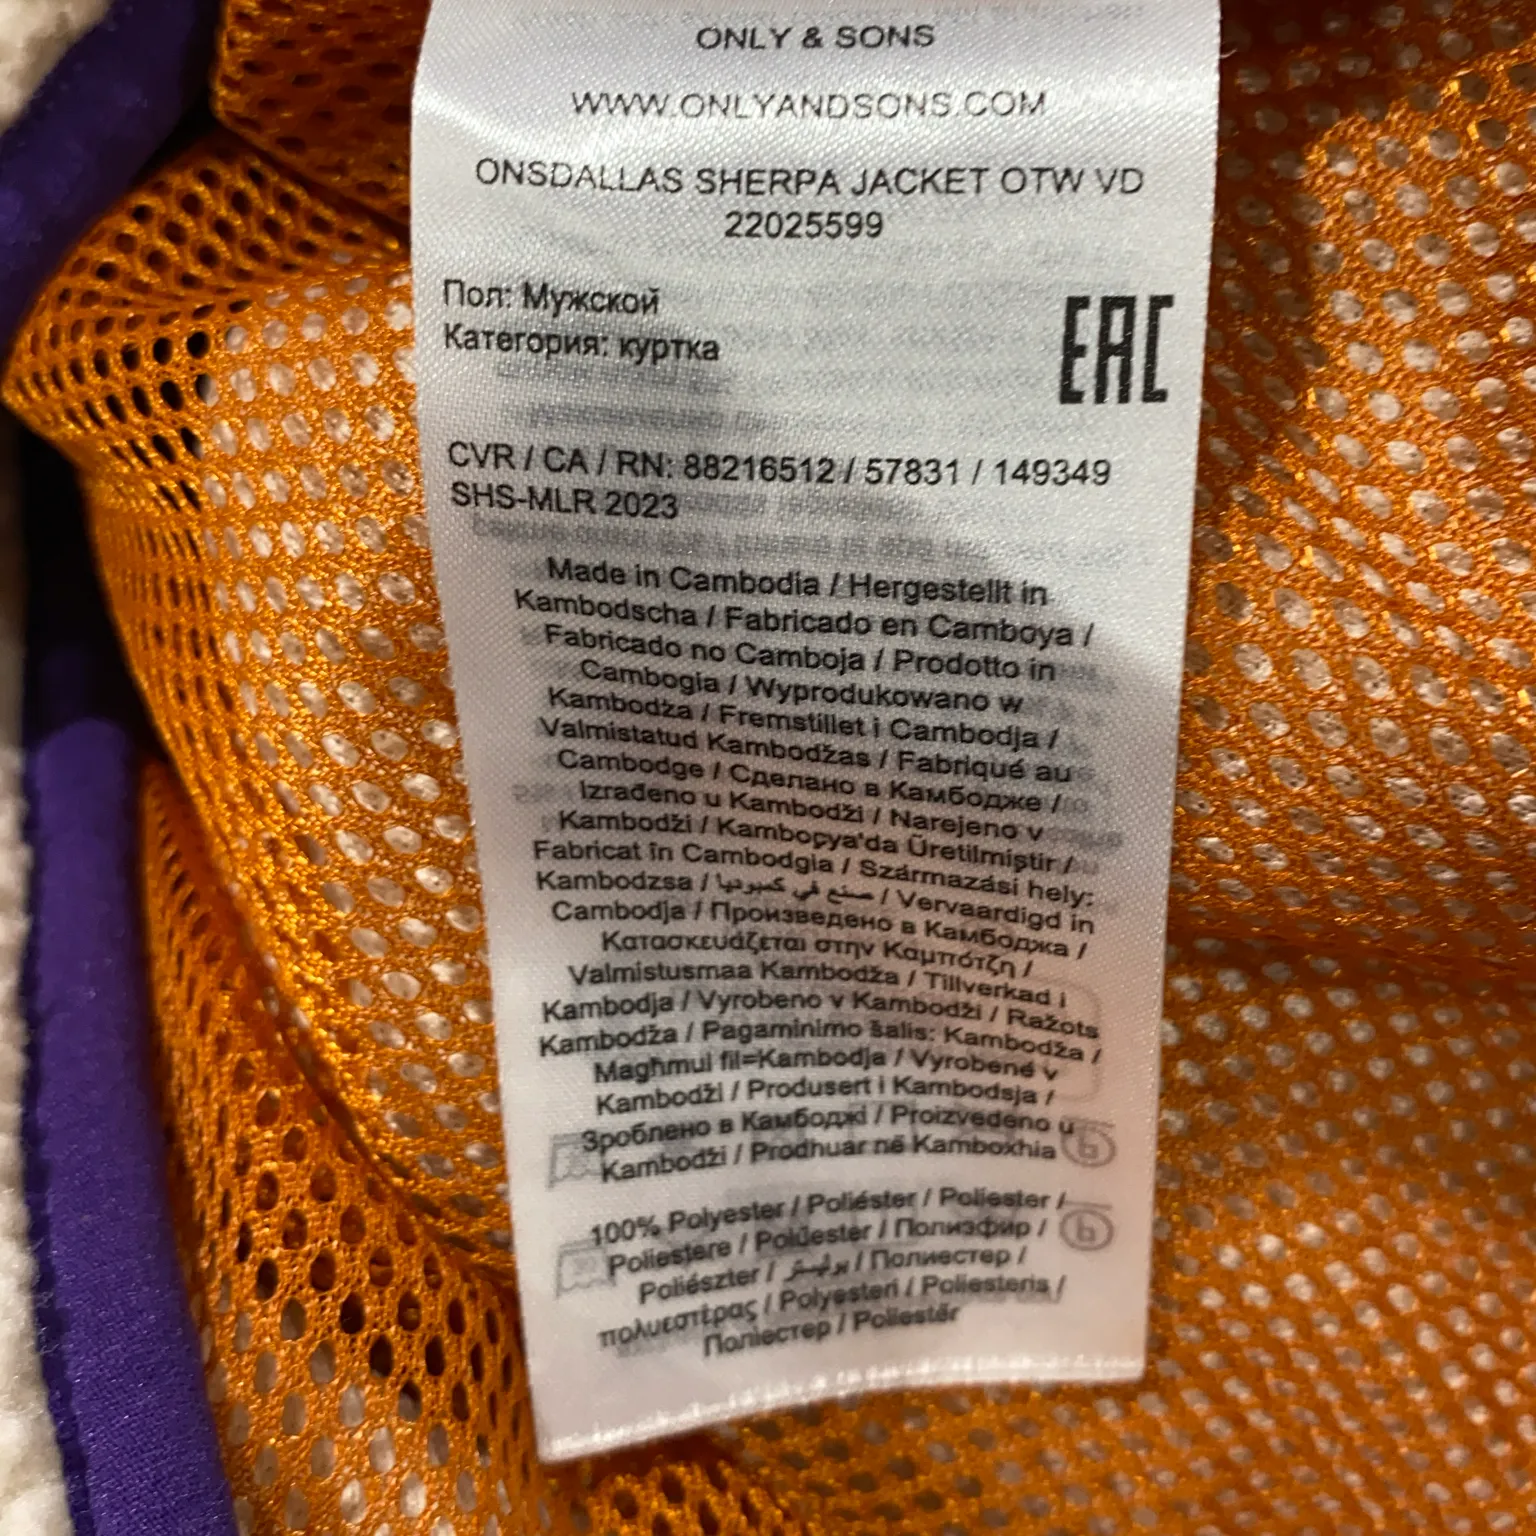 ONLY & SONS
WWW.ONLYANDSONS.COM
ONSDALLAS SHERPA JACKET OTW VD
22025599
Пол: Мужской
Категория: куртка
EAC
CVR / CA / RN: 88216512 / 57831 / 149349
SHS-MLR 2023
Made in Cambodia / Hergestellt in
Kambodscha / Fabricado en Camboya /
Fabricado no Camboja / Prodotto in
Cambogia / Wyprodukowano w
Kambodża / Fremstillet i Cambodja /
Valmistatud Kambodžas / Fabriqué au
Cambodge / Сделано в Камбодже /
Izrađeno u Kambodži / Narejeno v
Kambodži / Kamboçya'da Üretilmiştir /
Fabricat în Cambodgia / Származási hely:
Kambodzsa / صنع في كمبوديا / Vervaardigd in
Cambodja / Произведено в Камбоджа /
Κατασκευάζεται στην Καμπότζη /
Valmistusmaa Kambodža / Tillverkad i
Kambodja / Vyrobeno v Kambodži / Ražots
Kambodža / Pagaminimo šalis: Kambodža /
Magħmul fil=Kambodja / Vyrobené v
Kambodži / Produsert i Kambodsja /
Зроблено в Камбоджі / Proizvedeno u
Kambodži / Prodhuar në Kamboxhia
100% Polyester / Poliéster / Poliester /
Poliestere / Polüester / Полиэфир /
Poliészter / بوليستر / Полиестер /
πολυεστέρας / Polyesteri / Poliesteris /
Поліестер / Poliestër